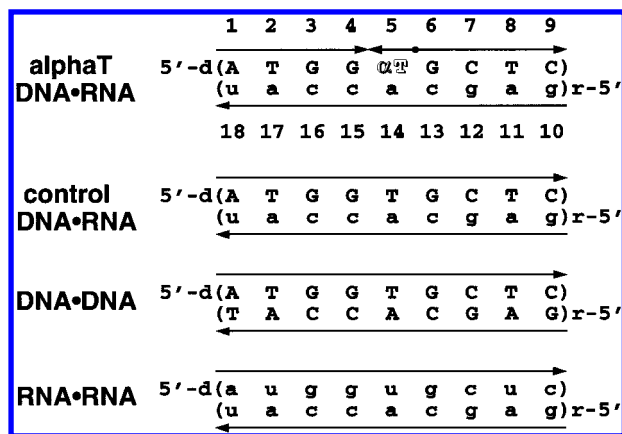 1 2 3 4 5 6 7 8 9
alphaT 5′-d(A T G G αT G C T C)
DNA•RNA (u a c c a c g a g)r-5′
18 17 16 15 14 13 12 11 10
control 5′-d(A T G G T G C T C)
DNA•RNA (u a c c a c g a g)r-5′
5′-d(A T G G T G C T C)
DNA•DNA
(T A C C A C G A G)r-5′
5′-d(a u g g u g c u c)
RNA•RNA
(u a c c a c g a g)r-5′